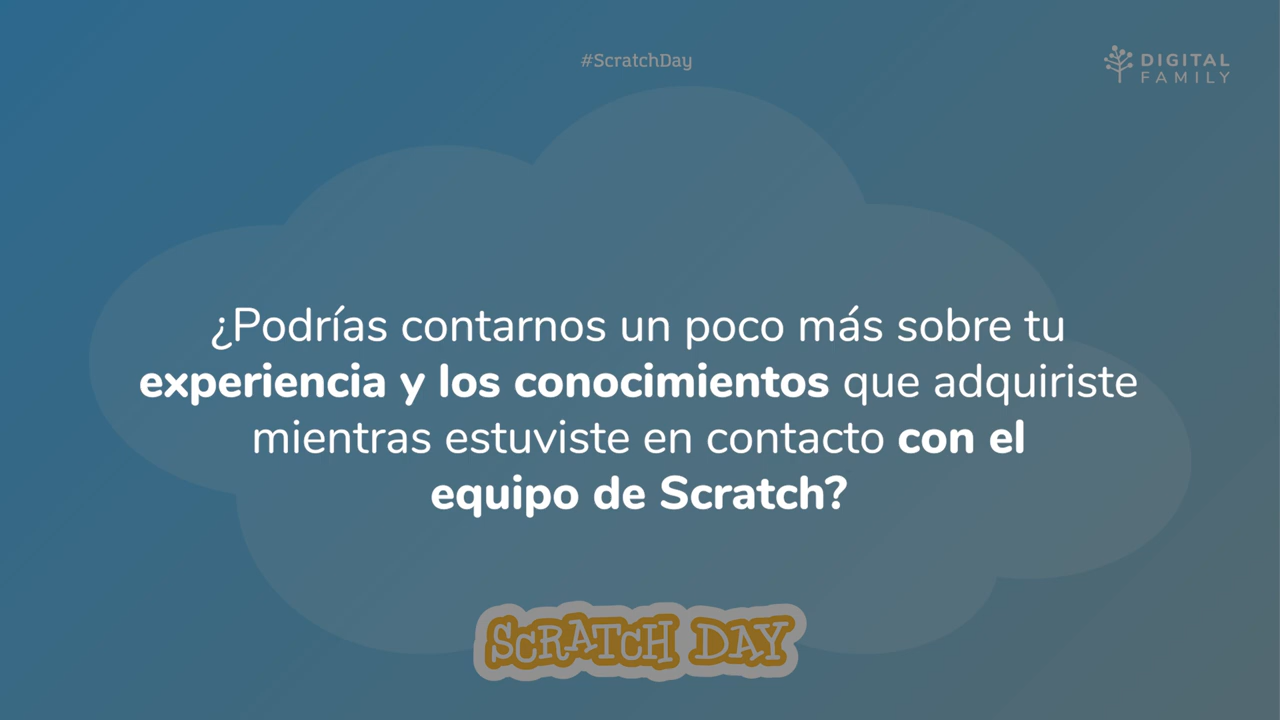 #ScratchDay
DIGITAL
FAMILY
¿Podrías contarnos un poco más sobre tu
experiencia y los conocimientos que adquiriste
mientras estuviste en contacto con el
equipo de Scratch?
SCRATCH DAY